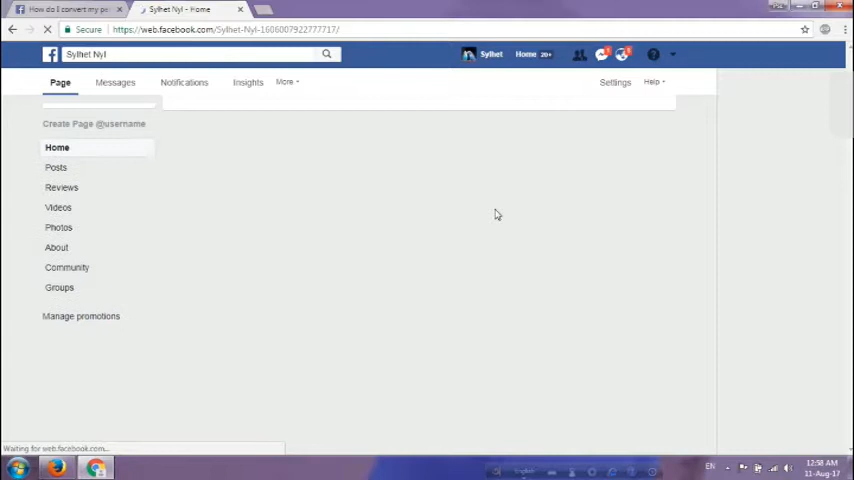 How do I convert my pe
Sylhet Nyl - Home
Secure
https://web.facebook.com/Sylhet-Nyl-1606007922777717/
Sylhet Nyl
Sylhet
Home 20+
Page
Messages
Notifications
Insights
More
Settings
Help
Create Page @username
Home
Posts
Reviews
Videos
Photos
About
Community
Groups
Manage promotions
Waiting for web.facebook.com...
English
EN
12:58 AM
11-Aug-17